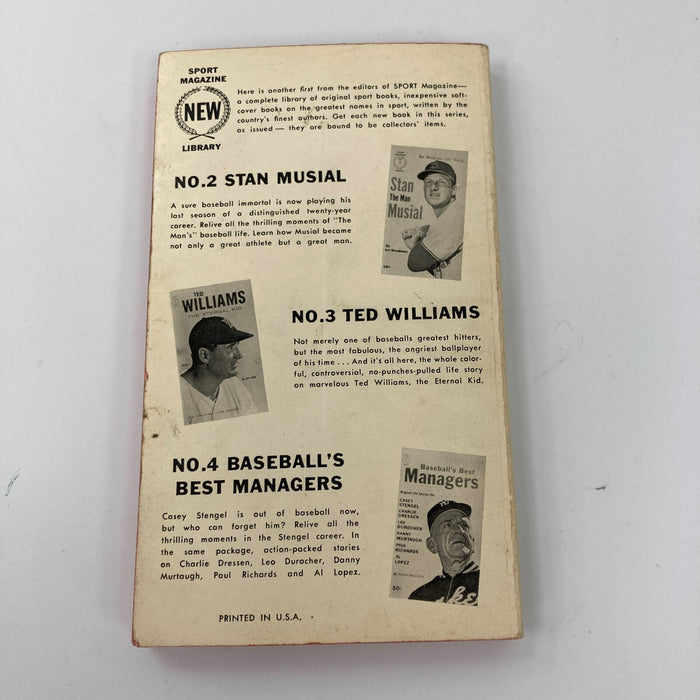 SPORT
MAGAZINE
NEW
LIBRARY
Here is another first from the editors of SPORT Magazine—
a complete library of original sport books, inexpensive soft-
cover books on the greatest names in sport, written by the
country's finest authors. Get each new book in this series,
as issued — they are bound to be collectors' items.
NO.2 STAN MUSIAL
A sure baseball immortal is now playing his
last season of a distinguished twenty-year
career. Relive all the thrilling moments of "The
Man's" baseball life. Learn how Musial became
not only a great athlete but a great man.
Stan
The Man
Musial
TED
WILLIAMS
THE ETERNAL KID
NO.3 TED WILLIAMS
Not merely one of baseballs greatest hitters,
but the most fabulous, the angriest ballplayer
of his time . . . And it's all here, the whole color-
ful, controversial, no-punches-pulled life story
on marvelous Ted Williams, the Eternal Kid.
NO.4 BASEBALL'S
BEST MANAGERS
Casey Stengel is out of baseball now,
but who can forget him? Relive all the
thrilling moments in the Stengel career. In
the same package, action-packed stories
on Charlie Dressen, Leo Durocher, Danny
Murtaugh, Paul Richards and Al Lopez.
Baseball's Best
Managers
CASEY
STENGEL
CHARLIE
DRESSEN
LEO
DUROCHER
DANNY
MURTAUGH
PAUL
RICHARDS
AL
LOPEZ
50¢
PRINTED IN U.S.A.